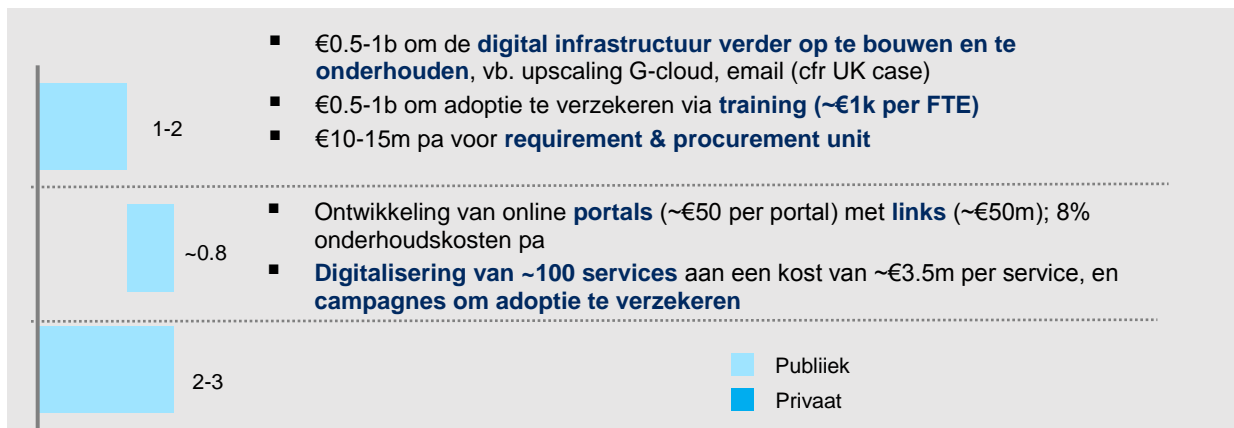 ▪ €0.5-1b om de digital infrastructuur verder op te bouwen en te
onderhouden, vb. upscaling G-cloud, email (cfr UK case)
▪ €0.5-1b om adoptie te verzekeren via training (~€1k per FTE)
▪ €10-15m pa voor requirement & procurement unit
1-2
▪ Ontwikkeling van online portals (~€50 per portal) met links (~€50m); 8%
onderhoudskosten pa
▪ Digitalisering van ~100 services aan een kost van ~€3.5m per service, en
campagnes om adoptie te verzekeren
~0.8
2-3
Publiiek
Privaat